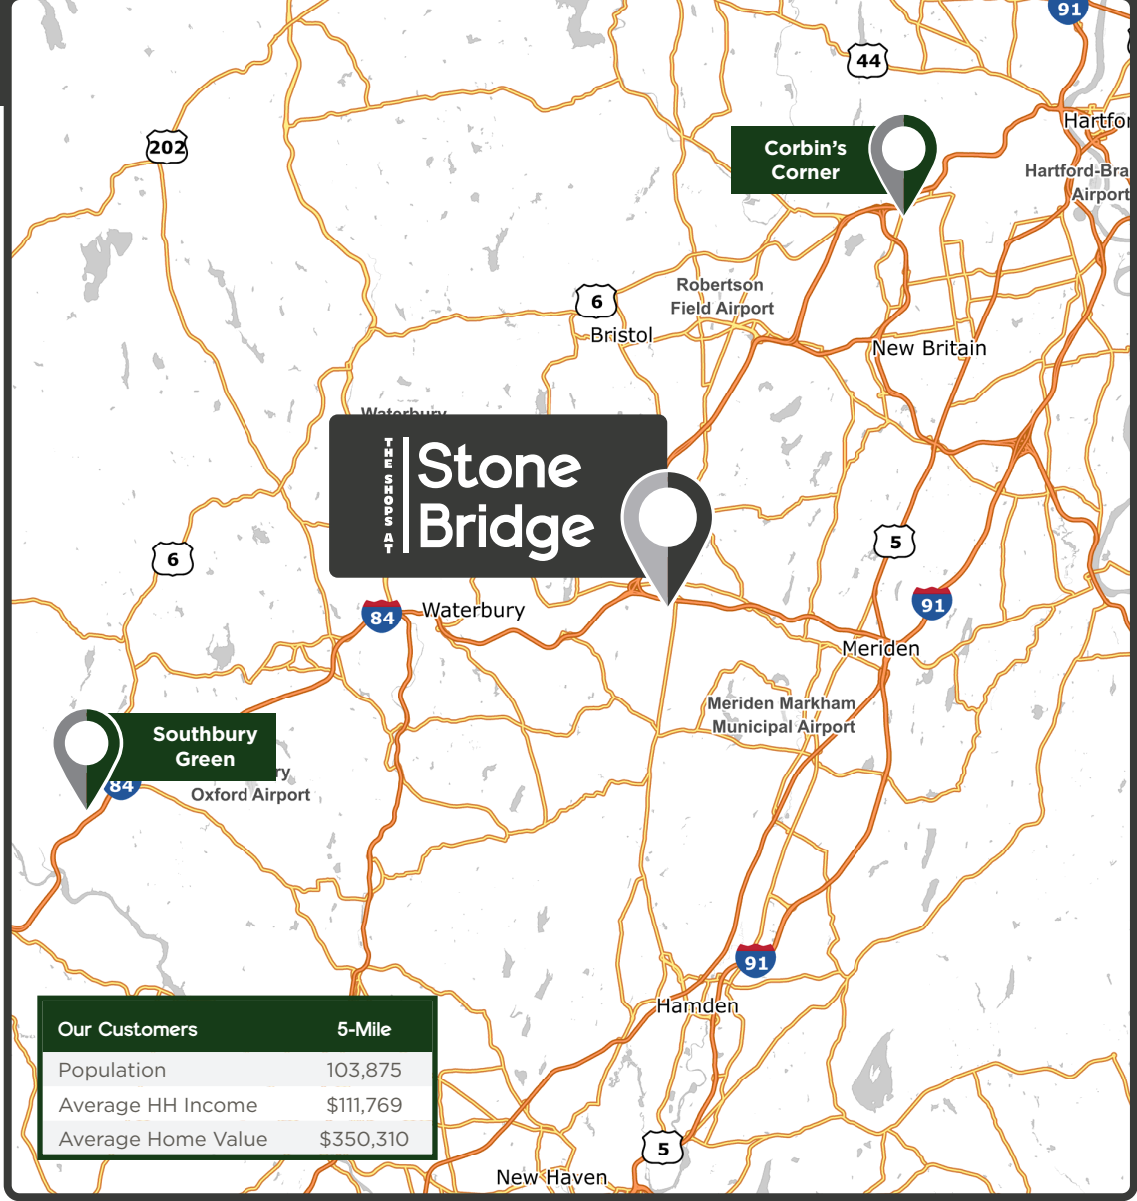 91
44
Hartfor
202
Corbin's
Corner
Hartford-Bra
Airport
Robertson
Field Airport
6
Bristol
New Britain
Waterbury
THE SHOPS AT
Stone
Bridge
6
5
84
Waterbury
91
Meriden
Meriden Markham
Municipal Airport
Southbury
Green
ry
84
Oxford Airport
91
Hamden
Our Customers 5-Mile
Population 103,875
Average HH Income $111,769
Average Home Value $350,310
5
New Haven